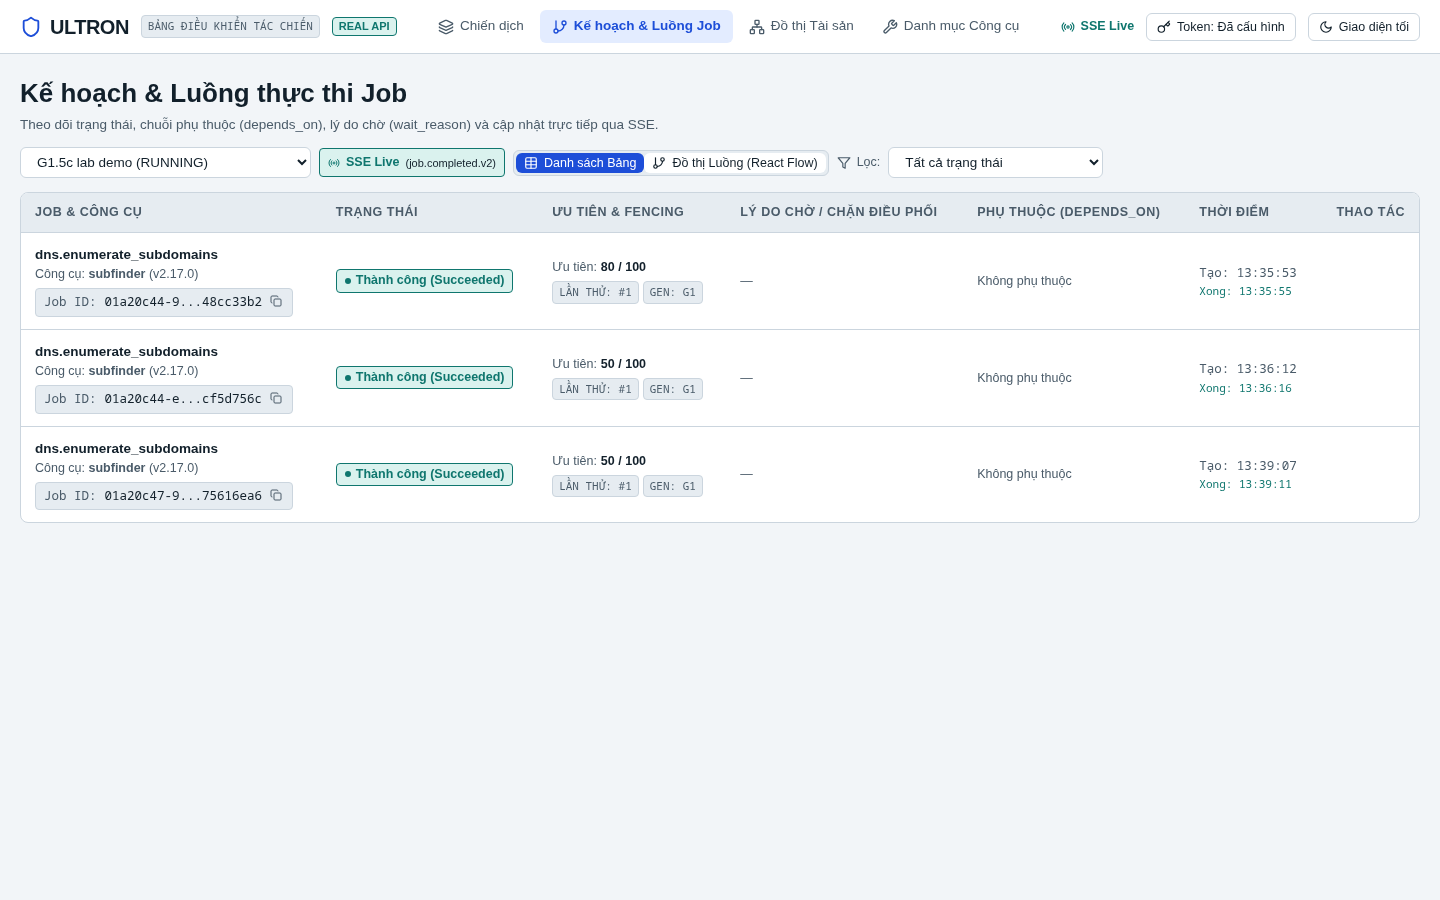 ULTRON
BẢNG ĐIỀU KHIỂN TÁC CHIẾN
REAL API
Chiến dịch
Kế hoạch & Luồng Job
Đồ thị Tài sản
Danh mục Công cụ
SSE Live
Token: Đã cấu hình
Giao diện tối
Kế hoạch & Luồng thực thi Job
Theo dõi trạng thái, chuỗi phụ thuộc (depends_on), lý do chờ (wait_reason) và cập nhật trực tiếp qua SSE.
G1.5c lab demo (RUNNING)
SSE Live (job.completed.v2)
Danh sách Bảng
Đồ thị Luồng (React Flow)
Lọc:
Tất cả trạng thái
JOB & CÔNG CỤ
TRẠNG THÁI
ƯU TIÊN & FENCING
LÝ DO CHỜ / CHẶN ĐIỀU PHỐI
PHỤ THUỘC (DEPENDS_ON)
THỜI ĐIỂM
THAO TÁC
dns.enumerate_subdomains
Công cụ: subfinder (v2.17.0)
Job ID: 01a20c44-9...48cc33b2
Thành công (Succeeded)
Ưu tiên: 80 / 100
LẦN THỬ: #1
GEN: G1
—
Không phụ thuộc
Tạo: 13:35:53
Xong: 13:35:55
dns.enumerate_subdomains
Công cụ: subfinder (v2.17.0)
Job ID: 01a20c44-e...cf5d756c
Thành công (Succeeded)
Ưu tiên: 50 / 100
LẦN THỬ: #1
GEN: G1
—
Không phụ thuộc
Tạo: 13:36:12
Xong: 13:36:16
dns.enumerate_subdomains
Công cụ: subfinder (v2.17.0)
Job ID: 01a20c47-9...75616ea6
Thành công (Succeeded)
Ưu tiên: 50 / 100
LẦN THỬ: #1
GEN: G1
—
Không phụ thuộc
Tạo: 13:39:07
Xong: 13:39:11